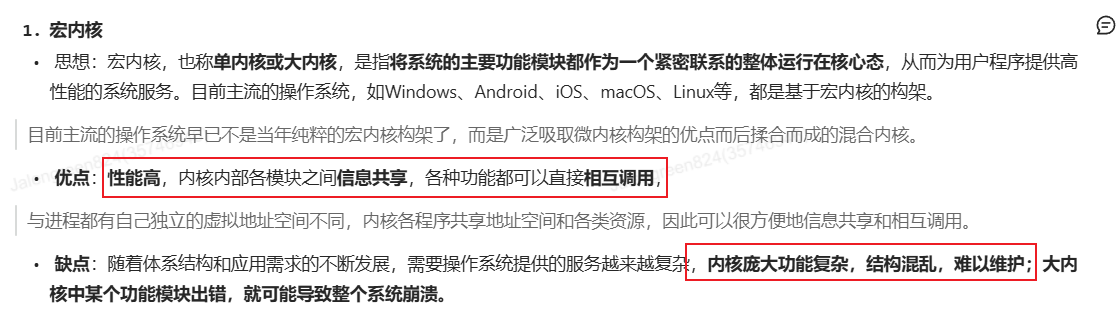 1. 宏内核
• 思想：宏内核，也称单内核或大内核，是指将系统的主要功能模块都作为一个紧密联系的整体运行在核心态，从而为用户程序提供高
性能的系统服务。目前主流的操作系统，如Windows、Android、iOS、macOS、Linux等，都是基于宏内核的构架。
目前主流的操作系统早已不是当年纯粹的宏内核构架了，而是广泛吸取微内核构架的优点而后揉合而成的混合内核。
• 优点：性能高，内核内部各模块之间信息共享，各种功能都可以直接相互调用，
与进程都有自己独立的虚拟地址空间不同，内核各程序共享地址空间和各类资源，因此可以很方便地信息共享和相互调用。
• 缺点：随着体系结构和应用需求的不断发展，需要操作系统提供的服务越来越复杂，内核庞大功能复杂，结构混乱，难以维护；大内
核中某个功能模块出错，就可能导致整个系统崩溃。